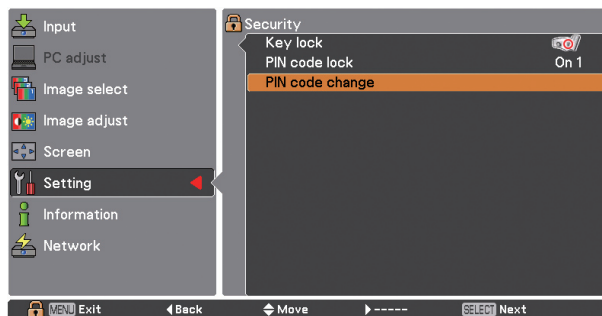 Input
PC adjust
Image select
Image adjust
Screen
Setting
Information
Network
Security
Key lock
PIN code lock On 1
PIN code change
MENU Exit Back Move ----- SELECT Next